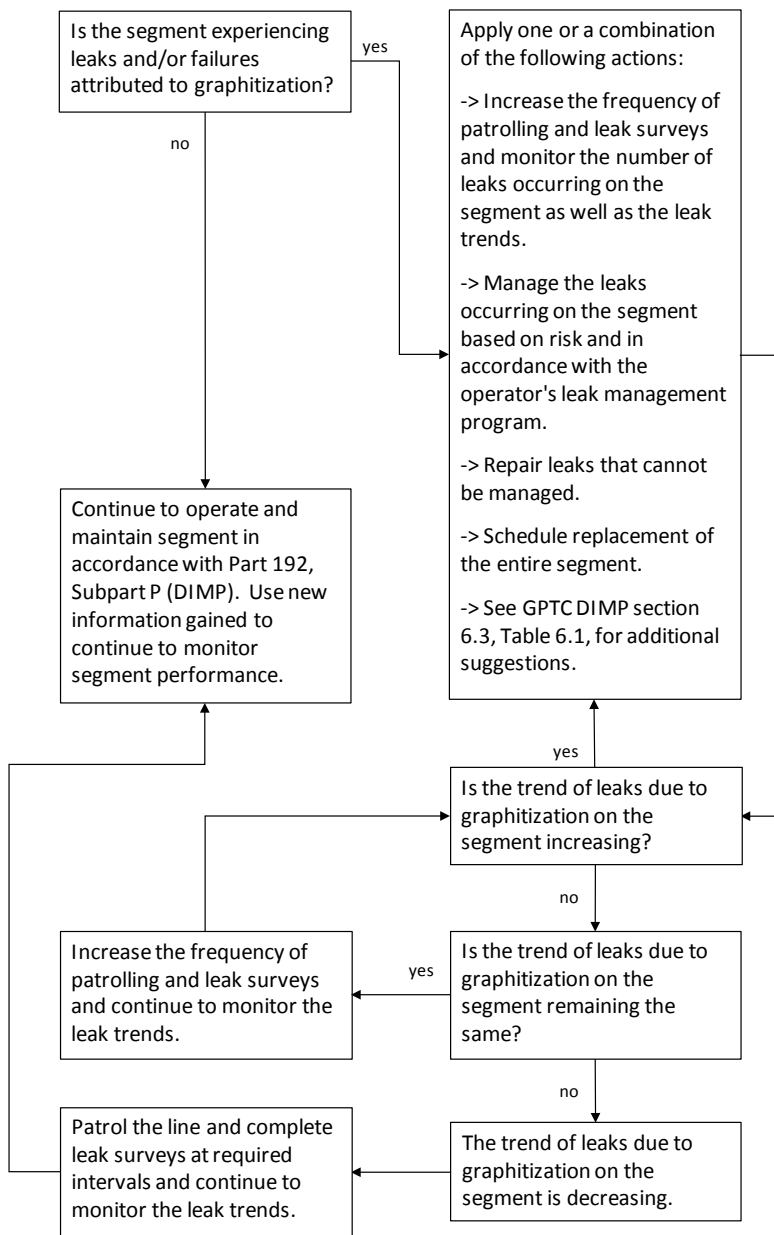 Is the segment experiencing
leaks and/or failures
attributed to graphitization?
yes
no
Apply one or a combination
of the following actions:
-> Increase the frequency of
patrolling and leak surveys
and monitor the number of
leaks occurring on the
segment as well as the leak
trends.
-> Manage the leaks
occurring on the segment
based on risk and in
accordance with the
operator's leak management
program.
-> Repair leaks that cannot
be managed.
-> Schedule replacement of
the entire segment.
-> See GPTC DIMP section
6.3, Table 6.1, for additional
suggestions.
Continue to operate and
maintain segment in
accordance with Part 192,
Subpart P (DIMP).  Use new
information gained to
continue to monitor
segment performance.
yes
Is the trend of leaks due to
graphitization on the
segment increasing?
no
Is the trend of leaks due to
graphitization on the
segment remaining the
same?
yes
Increase the frequency of
patrolling and leak surveys
and continue to monitor the
leak trends.
no
The trend of leaks due to
graphitization on the
segment is decreasing.
Patrol the line and complete
leak surveys at required
intervals and continue to
monitor the leak trends.